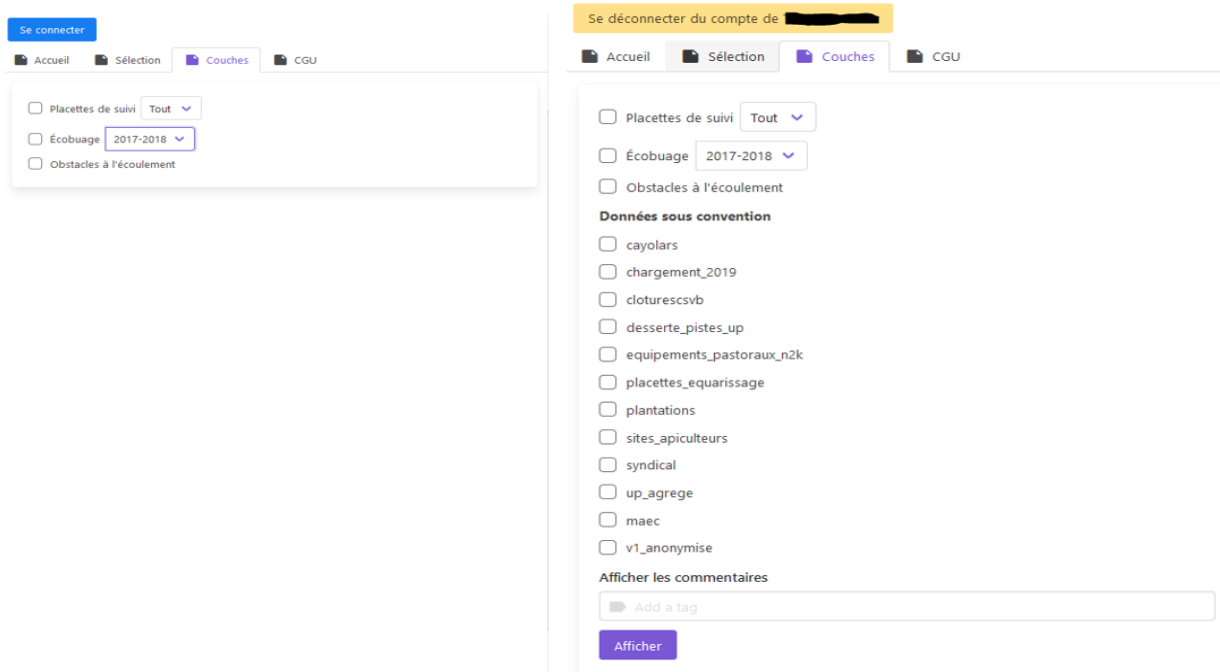 Se connecter
Accueil Sélection Couches CGU
Placettes de suivi Tout
Écobuage 2017-2018
Obstacles à l'écoulement
Se déconnecter du compte de
Accueil Sélection Couches CGU
Placettes de suivi Tout
Écobuage 2017-2018
Obstacles à l'écoulement
Données sous convention
cayolars
chargement_2019
cloturescsvb
desserte_pistes_up
equipements_pastoraux_n2k
placettes_equarissage
plantations
sites_apiculteurs
syndical
up_agrege
maec
v1_anonymise
Afficher les commentaires
Add a tag
Afficher